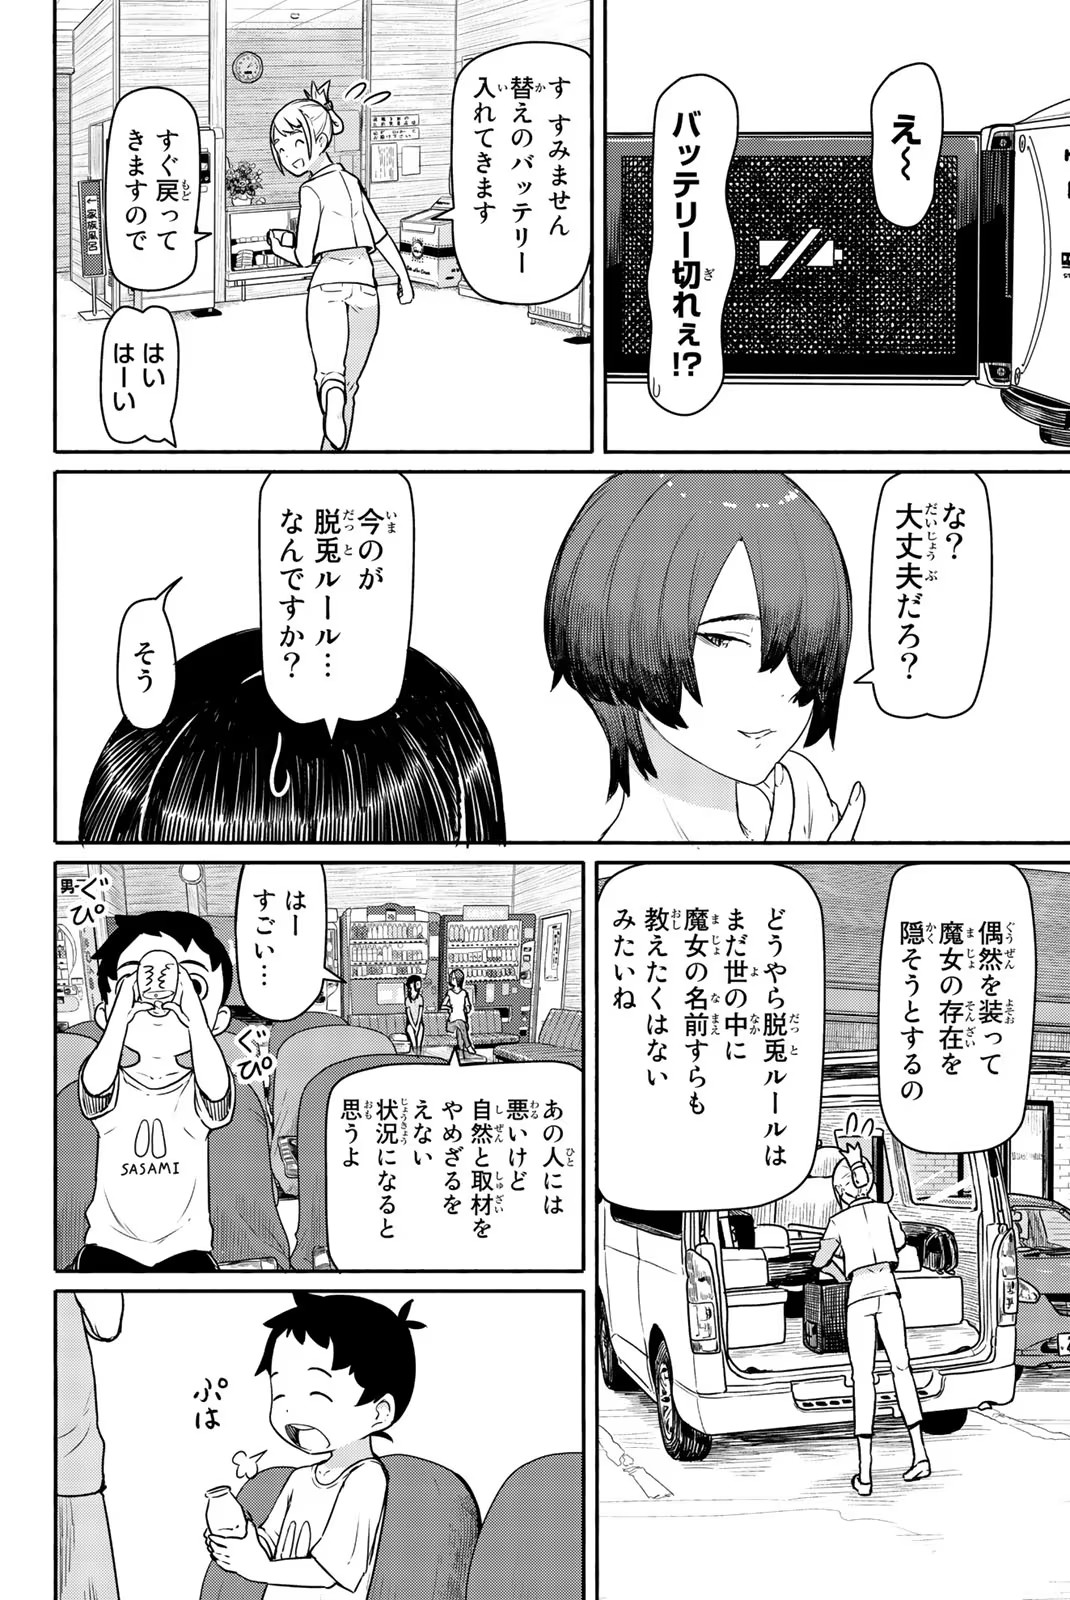 え〜
バッテリー切れぇ!?
す すみません
替えのバッテリー
入れてきます
すぐ戻って
きますので
はい
はーい
←家族風呂
な?
大丈夫だろ?
今のが
脱兎ルール…
なんですか?
そう
偶然を装って
魔女の存在を
隠そうとするの
どうやら脱兎ルールは
まだ世の中に
魔女の名前すらも
教えたくはない
みたいね
はー
すごい…
あの人には
悪いけど
自然と取材を
やめざるを
えない
状況になると
思うよ
男
ぐぴ
ぐぴ
SASAMI
ぷは